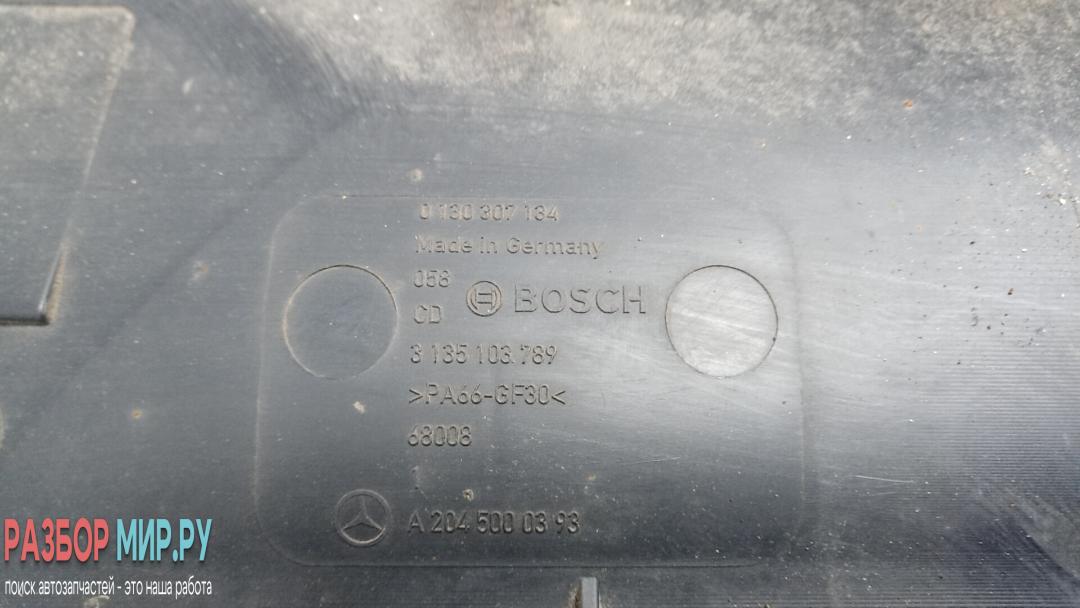 0 130 307 134
Made in Germany
058
CD
BOSCH
3 135 103 789
>PA66-GF30<
68008
1
A 204 500 03 93
РАЗБОР МИР.РУ
поиск автозапчастей - это наша работа